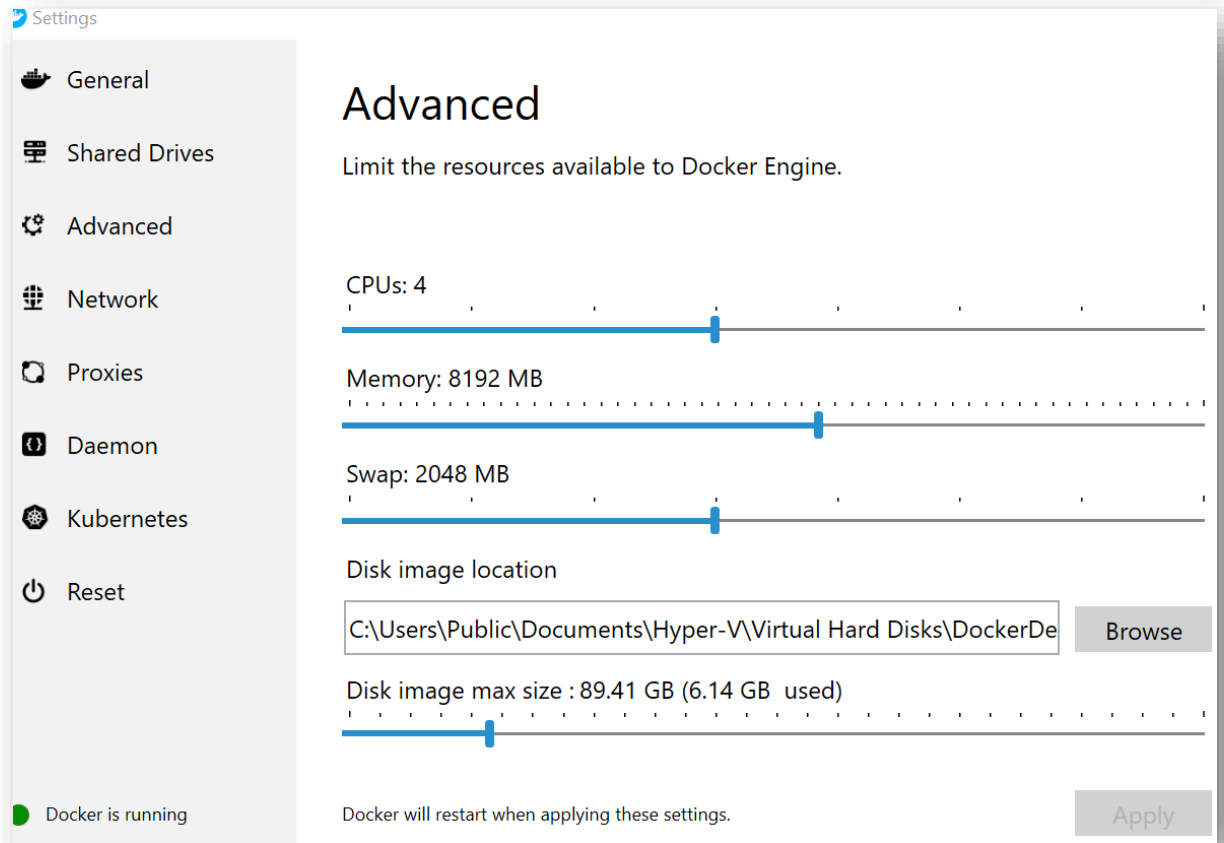 Settings
General
Shared Drives
Advanced
Network
Proxies
Daemon
Kubernetes
Reset
Docker is running
Advanced
Limit the resources available to Docker Engine.
CPUs: 4
Memory: 8192 MB
Swap: 2048 MB
Disk image location
C:\Users\Public\Documents\Hyper-V\Virtual Hard Disks\DockerDe
Browse
Disk image max size : 89.41 GB (6.14 GB  used)
Docker will restart when applying these settings.
Apply